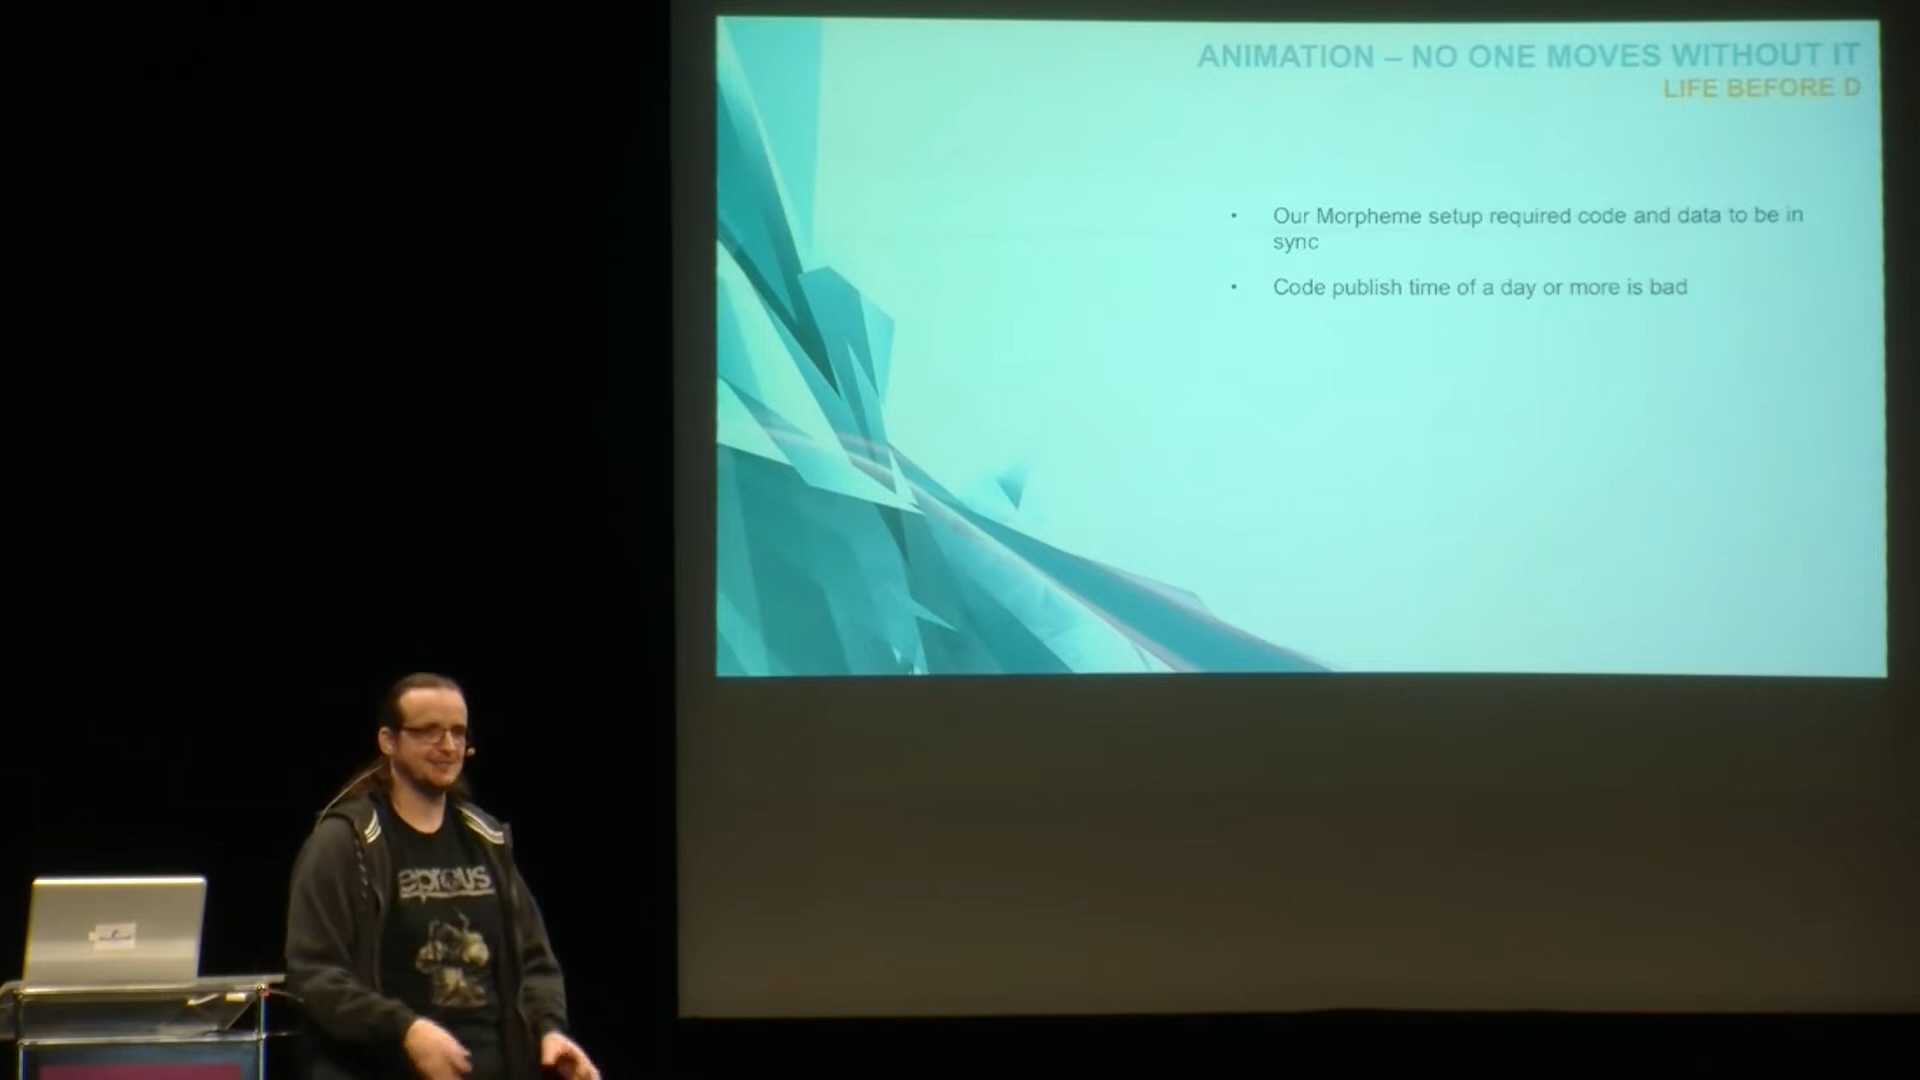 ANIMATION – NO ONE MOVES WITHOUT IT
LIFE BEFORE D
• Our Morpheme setup required code and data to be in
sync
• Code publish time of a day or more is bad
eprous